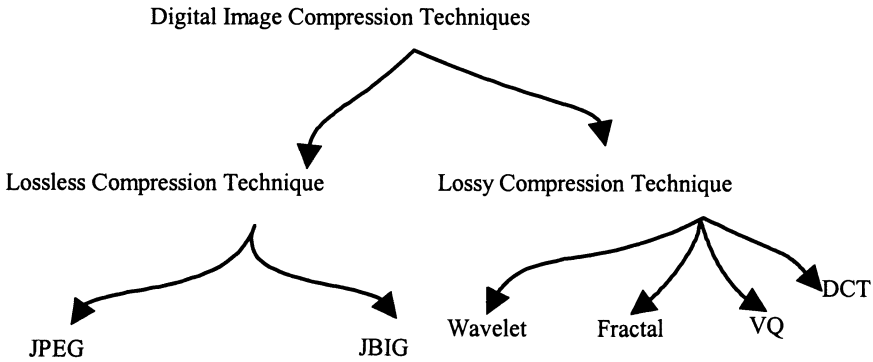 Digital Image Compression Techniques
Lossless Compression Technique
Lossy Compression Technique
JPEG
JBIG
Wavelet
Fractal
VQ
DCT